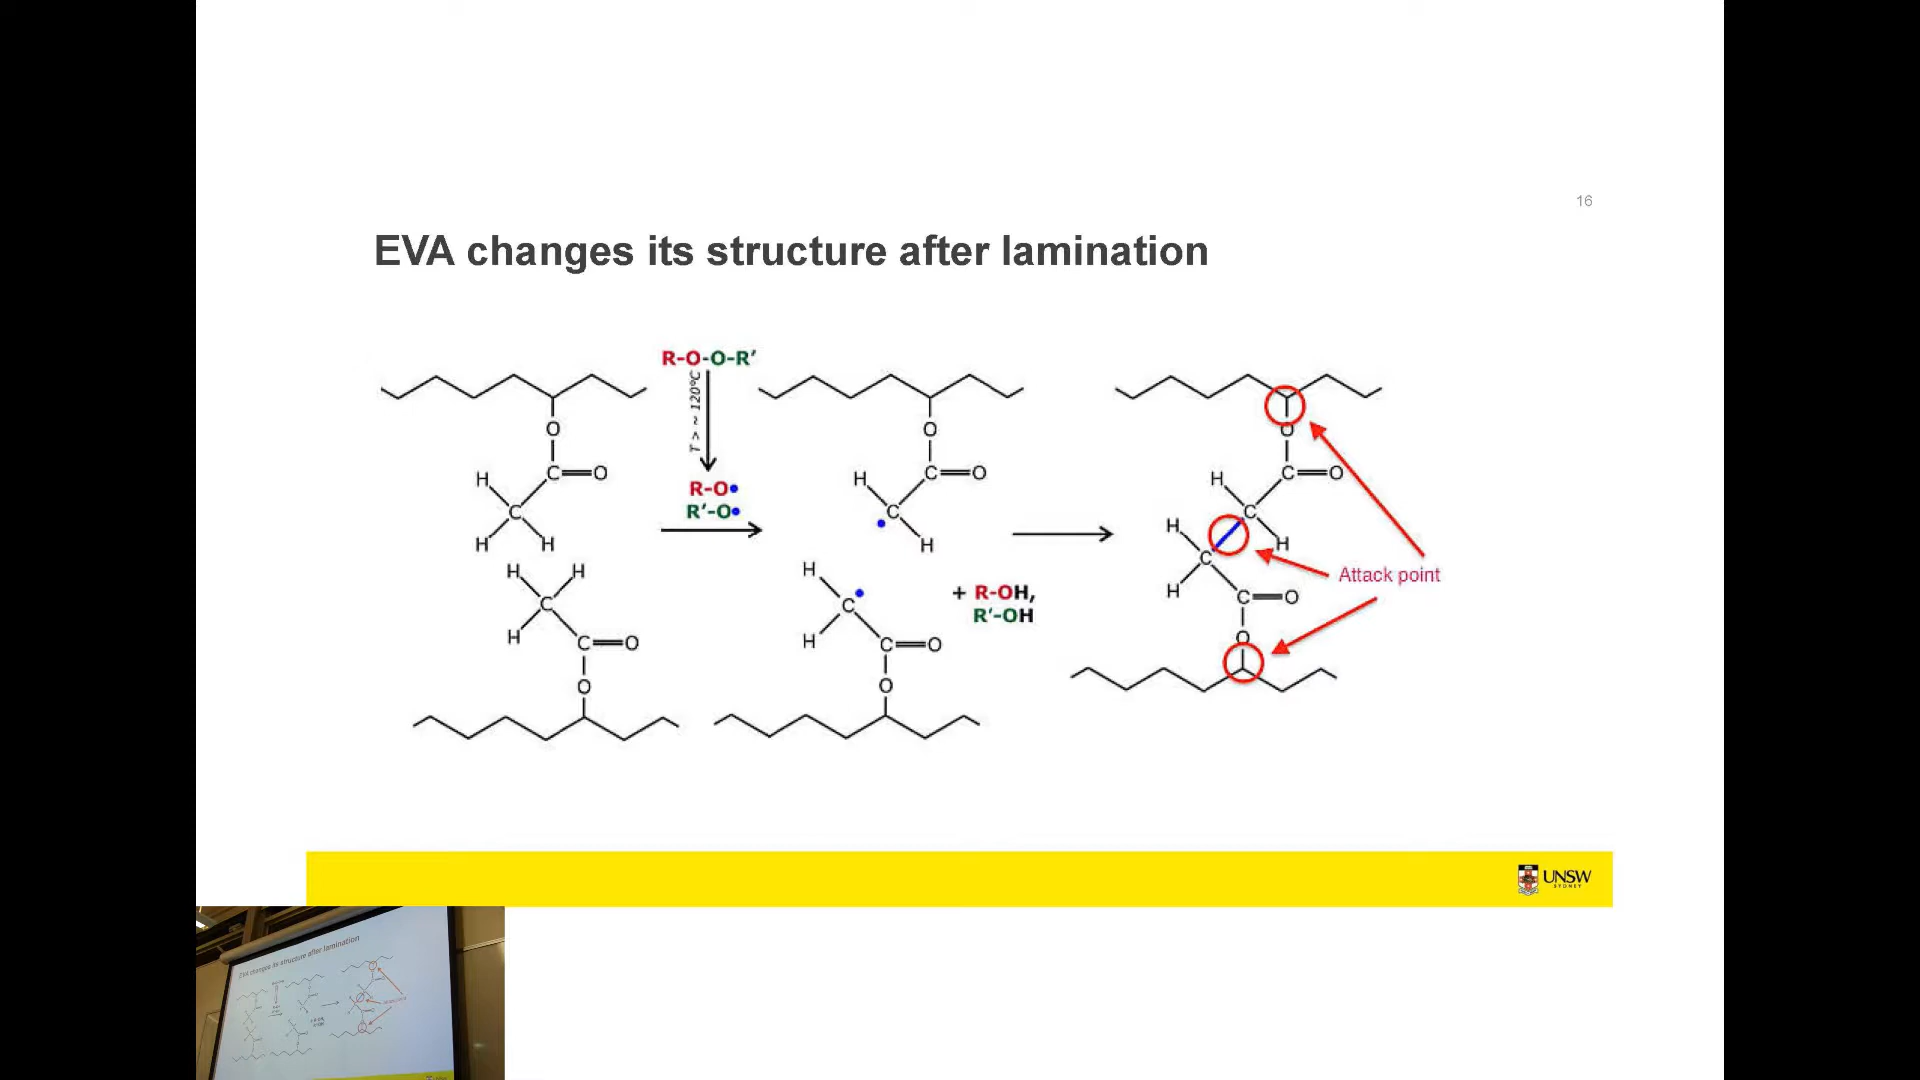 16
EVA changes its structure after lamination
R-O-O-R’
T > ~ 120°C
R-O•
R’-O•
O
C
O
H
C
H
H
H
H
C
H
C
O
O
O
C
O
H
C
H
H
C
H
C
O
O
+ R-OH,
R’-OH
O
C
O
H
C
H
H
C
H
C
O
O
Attack point
UNSW
SYDNEY
EVA changes its structure after lamination